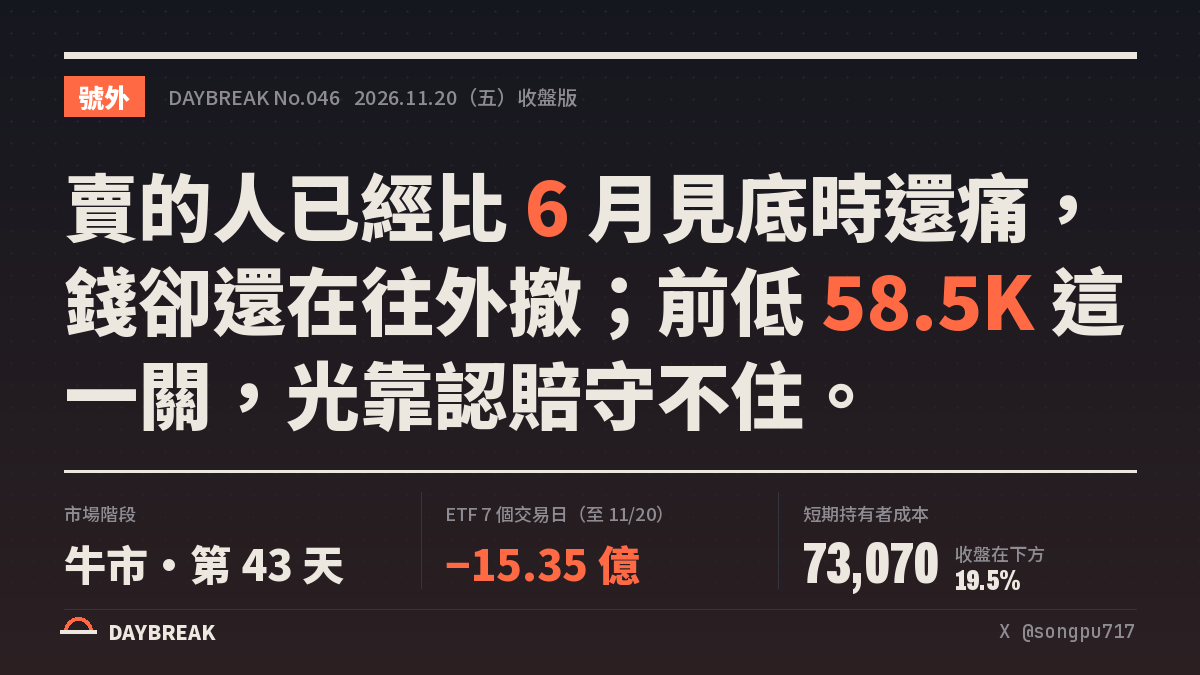 號外 DAYBREAK No.046 2026.11.20（五）收盤版
賣的人已經比 6 月見底時還痛，
錢卻還在往外撤；前低 58.5K 這
一關，光靠認賠守不住。
市場階段
牛市・第 43 天
ETF 7 個交易日（至 11/20）
−15.35 億
短期持有者成本
73,070
收盤在下方
19.5%
DAYBREAK
X @songpu717